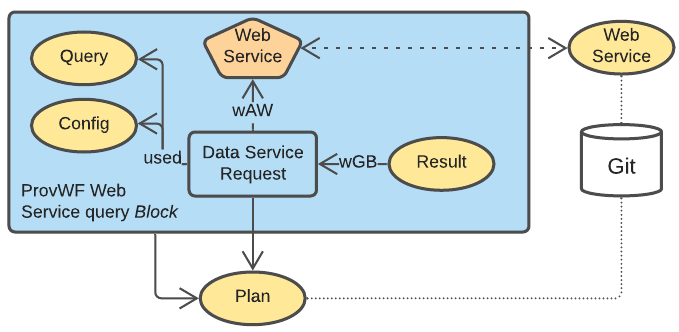 Query
Web
Service
Web
Service
Config
wAW
used
Data Service
Request
wGB
Result
Git
ProvWF Web
Service query Block
Plan